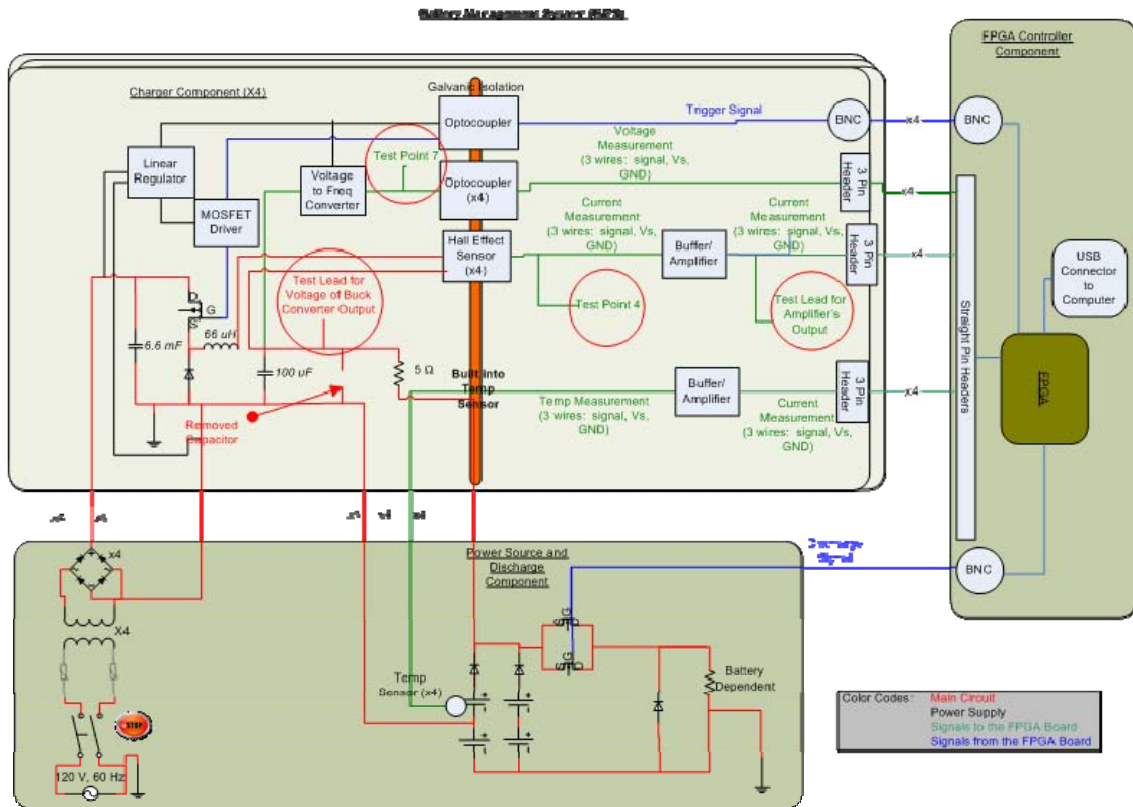 Battery Management System (BMS)
FPGA Controller
Component
Charger Component (X4)
Galvanic Isolation
Optocoupler
Trigger Signal
BNC
x4
BNC
Linear
Regulator
Voltage
to Freq
Converter
Test Point 7
Optocoupler
(x4)
Voltage
Measurement
(3 wires: signal, Vs,
GND)
3 Pin
Header
x4
MOSFET
Driver
Hall Effect
Sensor
(x4)
Current
Measurement
(3 wires: signal, Vs,
GND)
Buffer/
Amplifier
Current
Measurement
(3 wires: signal, Vs,
GND)
3 Pin
Header
x4
USB
Connector
to
Computer
Test Lead for
Voltage of Buck
Converter Output
Test Point 4
Test Lead for
Amplifier's
Output
Straight Pin Headers
FPGA
D
G
S
6.6 mF
66 uH
100 uF
5 Ω
Built into
Temp
Sensor
Removed
Capacitor
Temp Measurement
(3 wires: signal, Vs,
GND)
Buffer/
Amplifier
Current
Measurement
(3 wires: signal, Vs,
GND)
3 Pin
Header
x4
Power Source and
Discharge
Component
Signal
BNC
x4
X4
S
G
D
S
G
D
Temp
Sensor (x4)
Battery
Dependent
STOP
120 V, 60 Hz
Color Codes: Main Circuit
Power Supply
Signals to the FPGA Board
Signals from the FPGA Board